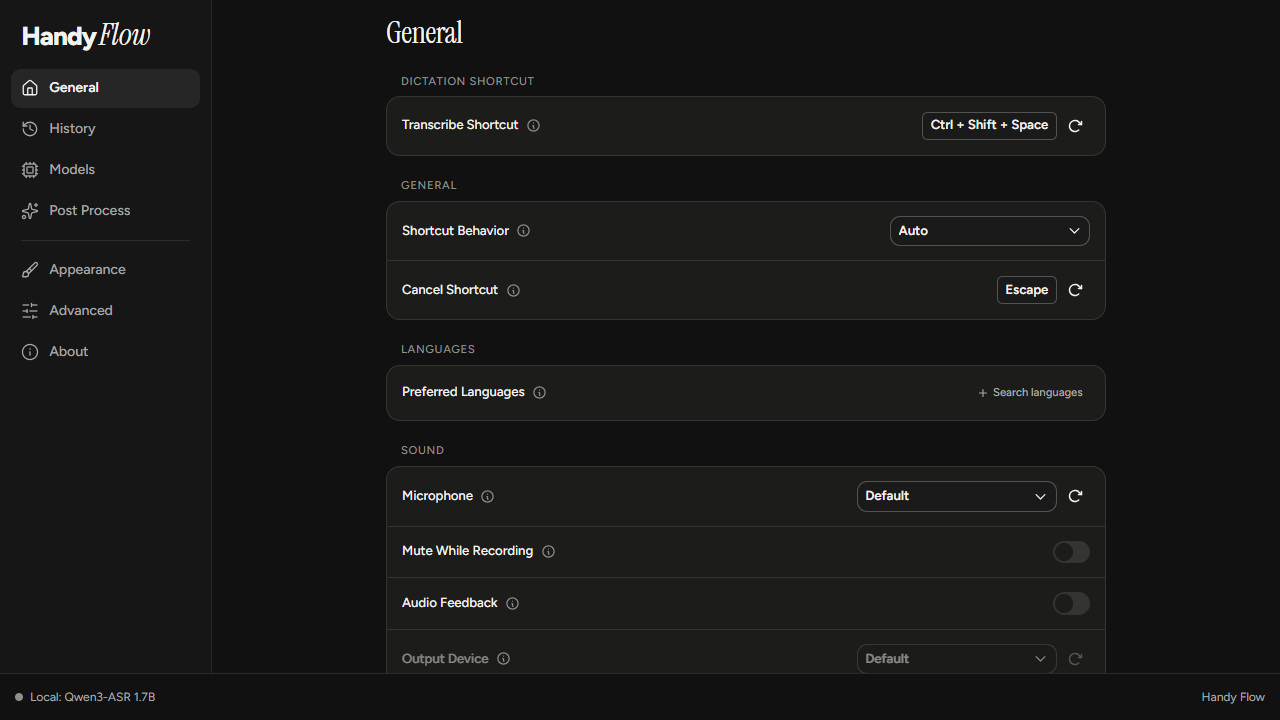 Handy Flow
General
History
Models
Post Process
Appearance
Advanced
About
General
DICTATION SHORTCUT
Transcribe Shortcut Ctrl + Shift + Space
GENERAL
Shortcut Behavior Auto
Cancel Shortcut Escape
LANGUAGES
Preferred Languages + Search languages
SOUND
Microphone Default
Mute While Recording
Audio Feedback
Output Device Default
Local: Qwen3-ASR 1.7B Handy Flow